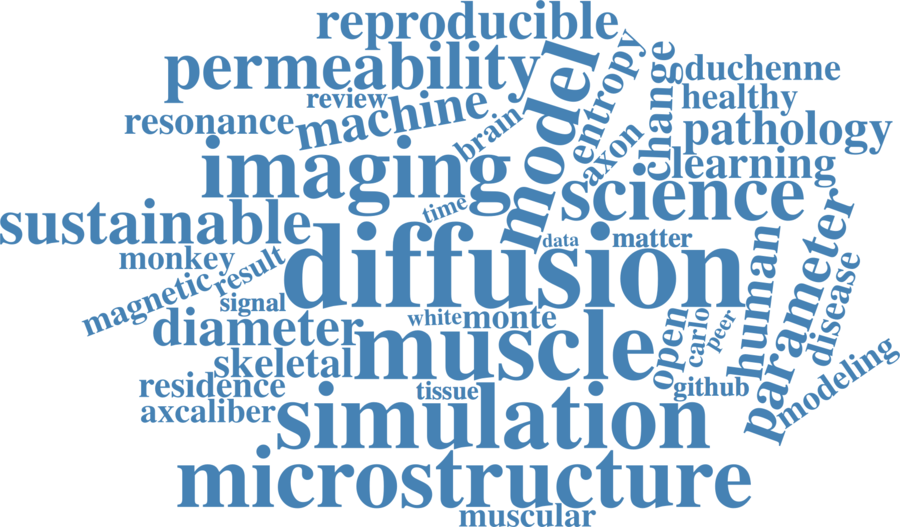 reproducible
permeability
model
entropy
change
duchenne
review
machine
healthy
resonance
brain
axon
pathology
imaging
learning
science
sustainable
time
diffusion
data
matter
parameter
monkey
result
human
magnetic
signal
disease
diameter
muscle
white
monte
open
carlo
peer
skeletal
residence
tissue
github
modeling
axcaliber
simulation
microstructure
muscular